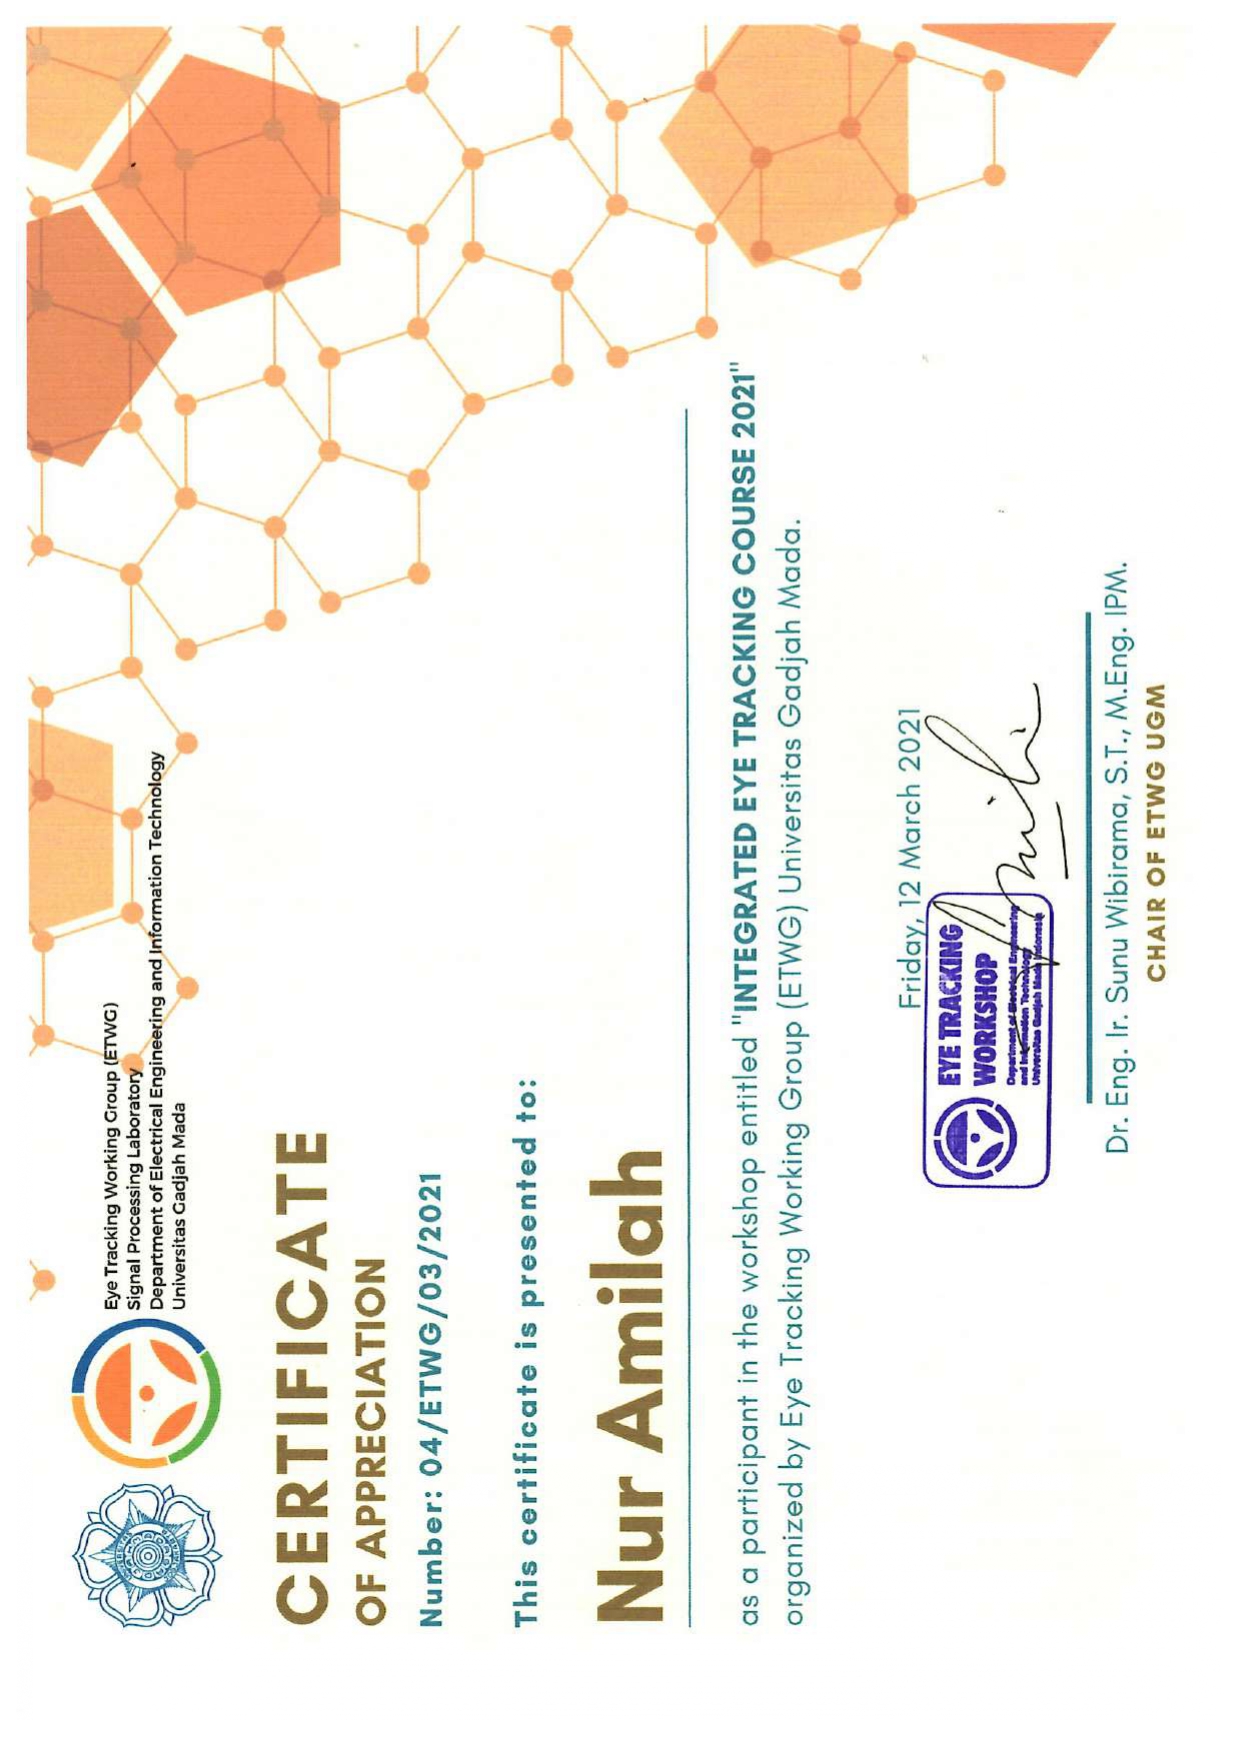 Eye Tracking Working Group (ETWG)
Signal Processing Laboratory
Department of Electrical Engineering and Information Technology
Universitas Gadjah Mada
CERTIFICATE
OF APPRECIATION
Number: 04/ETWG/03/2021
This certificate is presented to:
Nur Amilah
as a participant in the workshop entitled "INTEGRATED EYE TRACKING COURSE 2021"
organized by Eye Tracking Working Group (ETWG) Universitas Gadjah Mada.
Friday, 12 March 2021
EYE TRACKING
WORKSHOP
Department of Electrical Engineering
and Information Technology
Universitas Gadjah Mada Indonesia
Dr. Eng. Ir. Sunu Wibirama, S.T., M.Eng. IPM.
CHAIR OF ETWG UGM